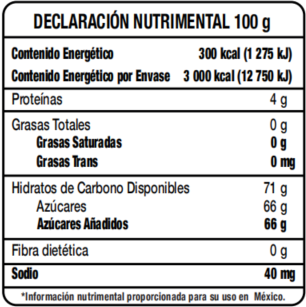 DECLARACIÓN NUTRIMENTAL 100 g
Contenido Energético 300 kcal (1 275 kJ)
Contenido Energético por Envase 3 000 kcal (12 750 kJ)
Proteínas 4 g
Grasas Totales 0 g
Grasas Saturadas 0 g
Grasas Trans 0 mg
Hidratos de Carbono Disponibles 71 g
Azúcares 66 g
Azúcares Añadidos 66 g
Fibra dietética 0 g
Sodio 40 mg
*Información nutrimental proporcionada para su uso en México.